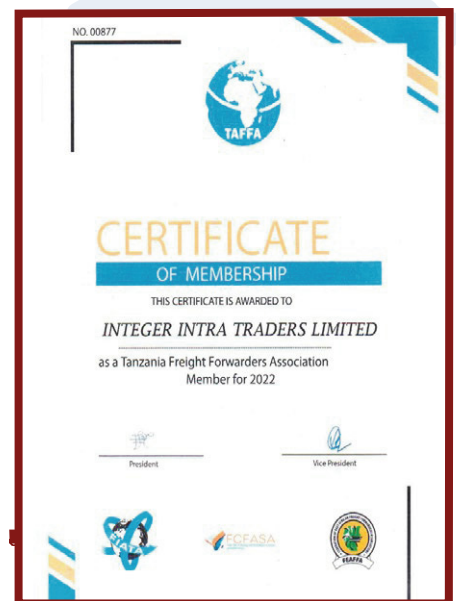 NO. 00877
TAFFA
CERTIFICATE
OF MEMBERSHIP
THIS CERTIFICATE IS AWARDED TO
INTEGER INTRA TRADERS LIMITED
as a Tanzania Freight Forwarders Association
Member for 2022
President
Vice President
FIATA
FCFASA
FEAFFA